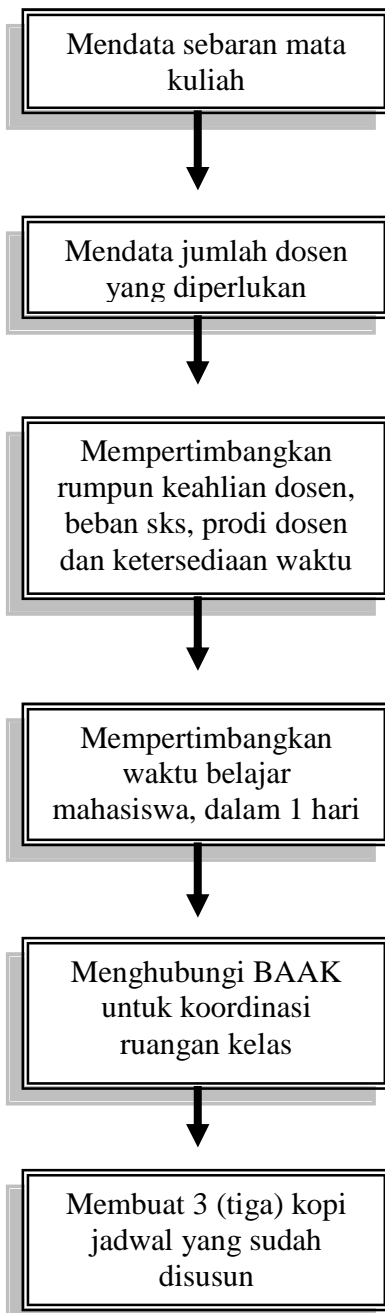 Mendata sebaran mata
kuliah
Mendata jumlah dosen
yang diperlukan
Mempertimbangkan
rumpun keahlian dosen,
beban sks, prodi dosen
dan ketersediaan waktu
Mempertimbangkan
waktu belajar
mahasiswa, dalam 1 hari
Menghubungi BAAK
untuk koordinasi
ruangan kelas
Membuat 3 (tiga) kopi
jadwal yang sudah
disusun